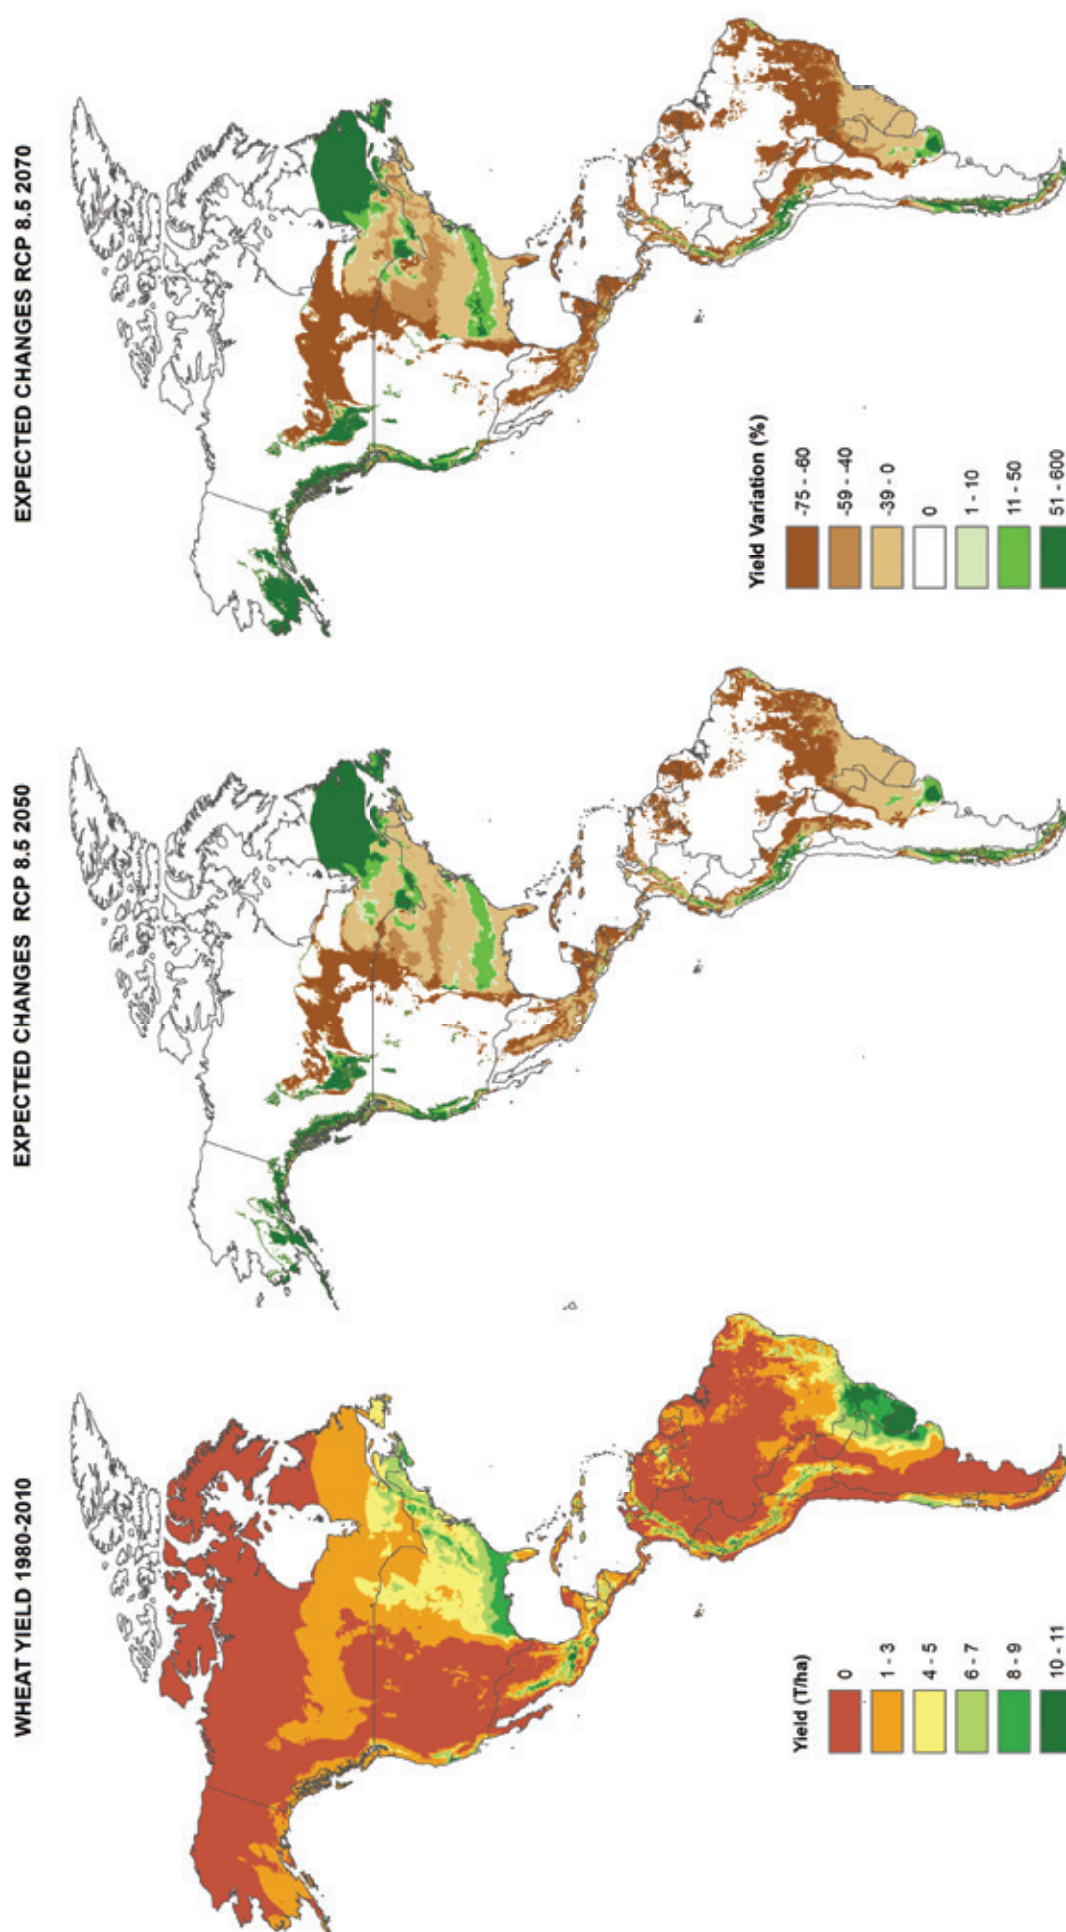 WHEAT YIELD 1980-2010
EXPECTED CHANGES RCP 8.5 2050
EXPECTED CHANGES RCP 8.5 2070
Yield (T/ha)
0
1 - 3
4 - 5
6 - 7
8 - 9
10 - 11
Yield Variation (%)
-75 - -60
-59 - -40
-39 - 0
0
1 - 10
11 - 50
51 - 600